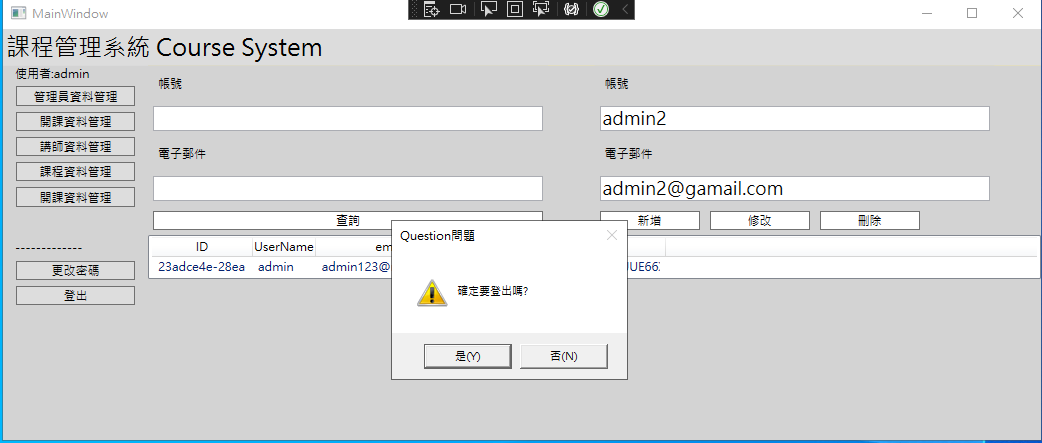 MainWindow
課程管理系統 Course System
使用者:admin
管理員資料管理
開課資料管理
講師資料管理
課程資料管理
開課資料管理
-------------
更改密碼
登出
帳號
電子郵件
查詢
帳號
admin2
電子郵件
admin2@gamail.com
新增 修改 刪除
ID UserName em
23adce4e-28ea admin admin123@
Question問題
確定要登出嗎?
是(Y) 否(N)